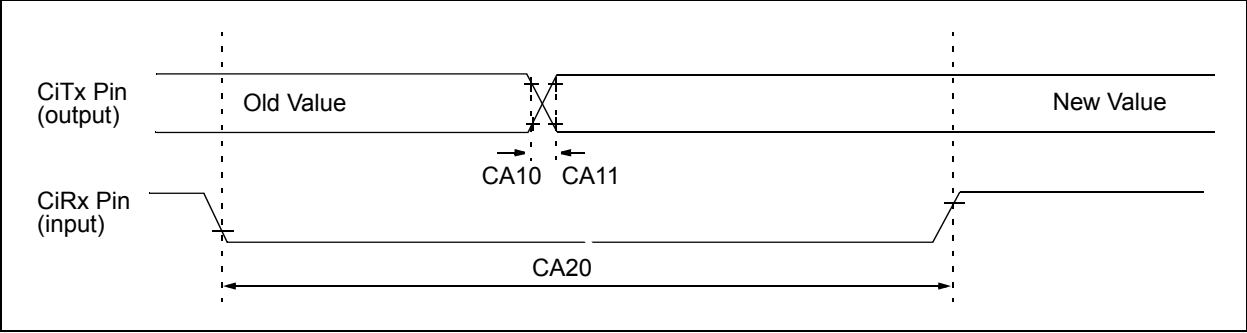 CiTx Pin
(output)
Old Value
New Value
CA10 CA11
CiRx Pin
(input)
CA20